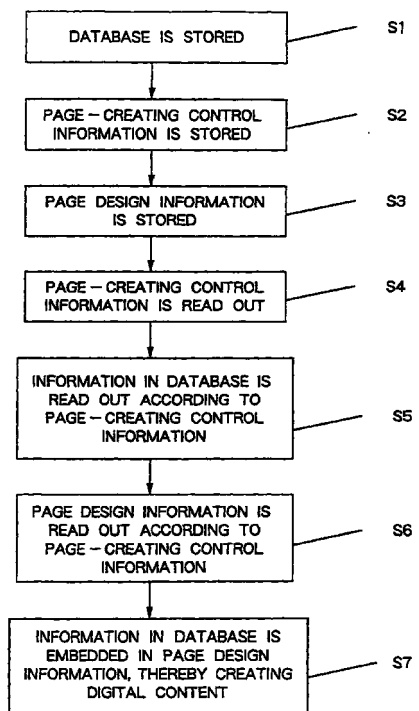 DATABASE IS STORED
S1
PAGE-CREATING CONTROL
INFORMATION IS STORED
S2
PAGE DESIGN INFORMATION
IS STORED
S3
PAGE-CREATING CONTROL
INFORMATION IS READ OUT
S4
INFORMATION IN DATABASE IS
READ OUT ACCORDING TO
PAGE-CREATING CONTROL
INFORMATION
S5
PAGE DESIGN INFORMATION IS
READ OUT ACCORDING TO
PAGE-CREATING CONTROL
INFORMATION
S6
INFORMATION IN DATABASE IS
EMBEDDED IN PAGE DESIGN
INFORMATION, THEREBY CREATING
DIGITAL CONTENT
S7